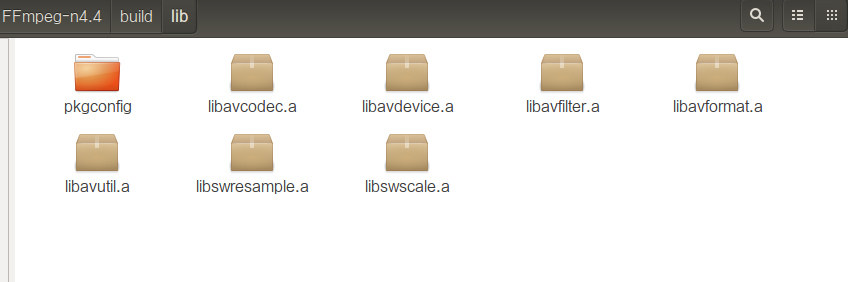 FFmpeg-n4.4 build lib
pkgconfig libavcodec.a libavdevice.a libavfilter.a libavformat.a
libavutil.a libswresample.a libswscale.a